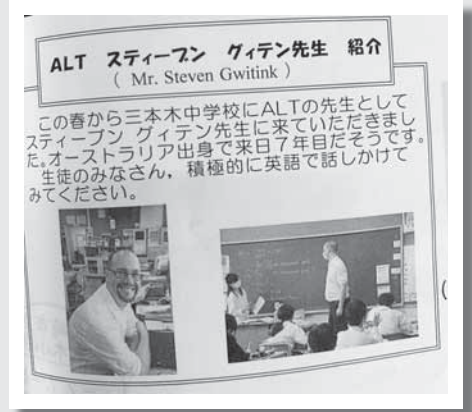 ALT スティーブン グィテン先生 紹介
( Mr. Steven Gwitink )
この春から三本木中学校にALTの先生として
スティーブン グィテン先生に来ていただきまし
た。オーストラリア出身で来日7年目だそうです。
生徒のみなさん，積極的に英語で話しかけて
みてください。